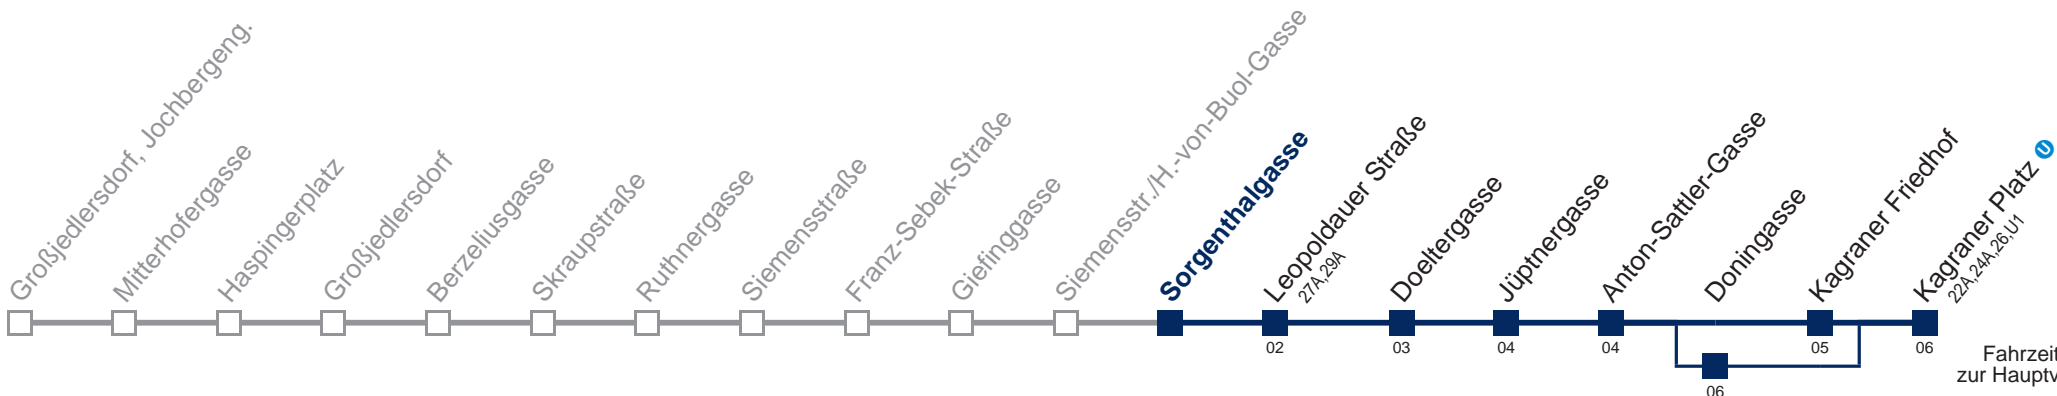 Großjedlersdorf, Jochbergeng.
Mitterhofergasse
Haspingerplatz
Großjedlersdorf
Berzeliusgasse
Skraupstraße
Ruthnergasse
Siemensstraße
Franz-Sebek-Straße
Giefinggasse
Siemensstr./H.-von-Buol-Gasse
Sorgenthalgasse
Leopoldauer Straße
27A,29A
Doeltergasse
Jüptnergasse
Anton-Sattler-Gasse
Doningasse
Kagraner Friedhof
Kagraner Platz U
22A,24A,26,U1
02
03
04
04
05
06
06
Fahrzeit
zur Hauptv